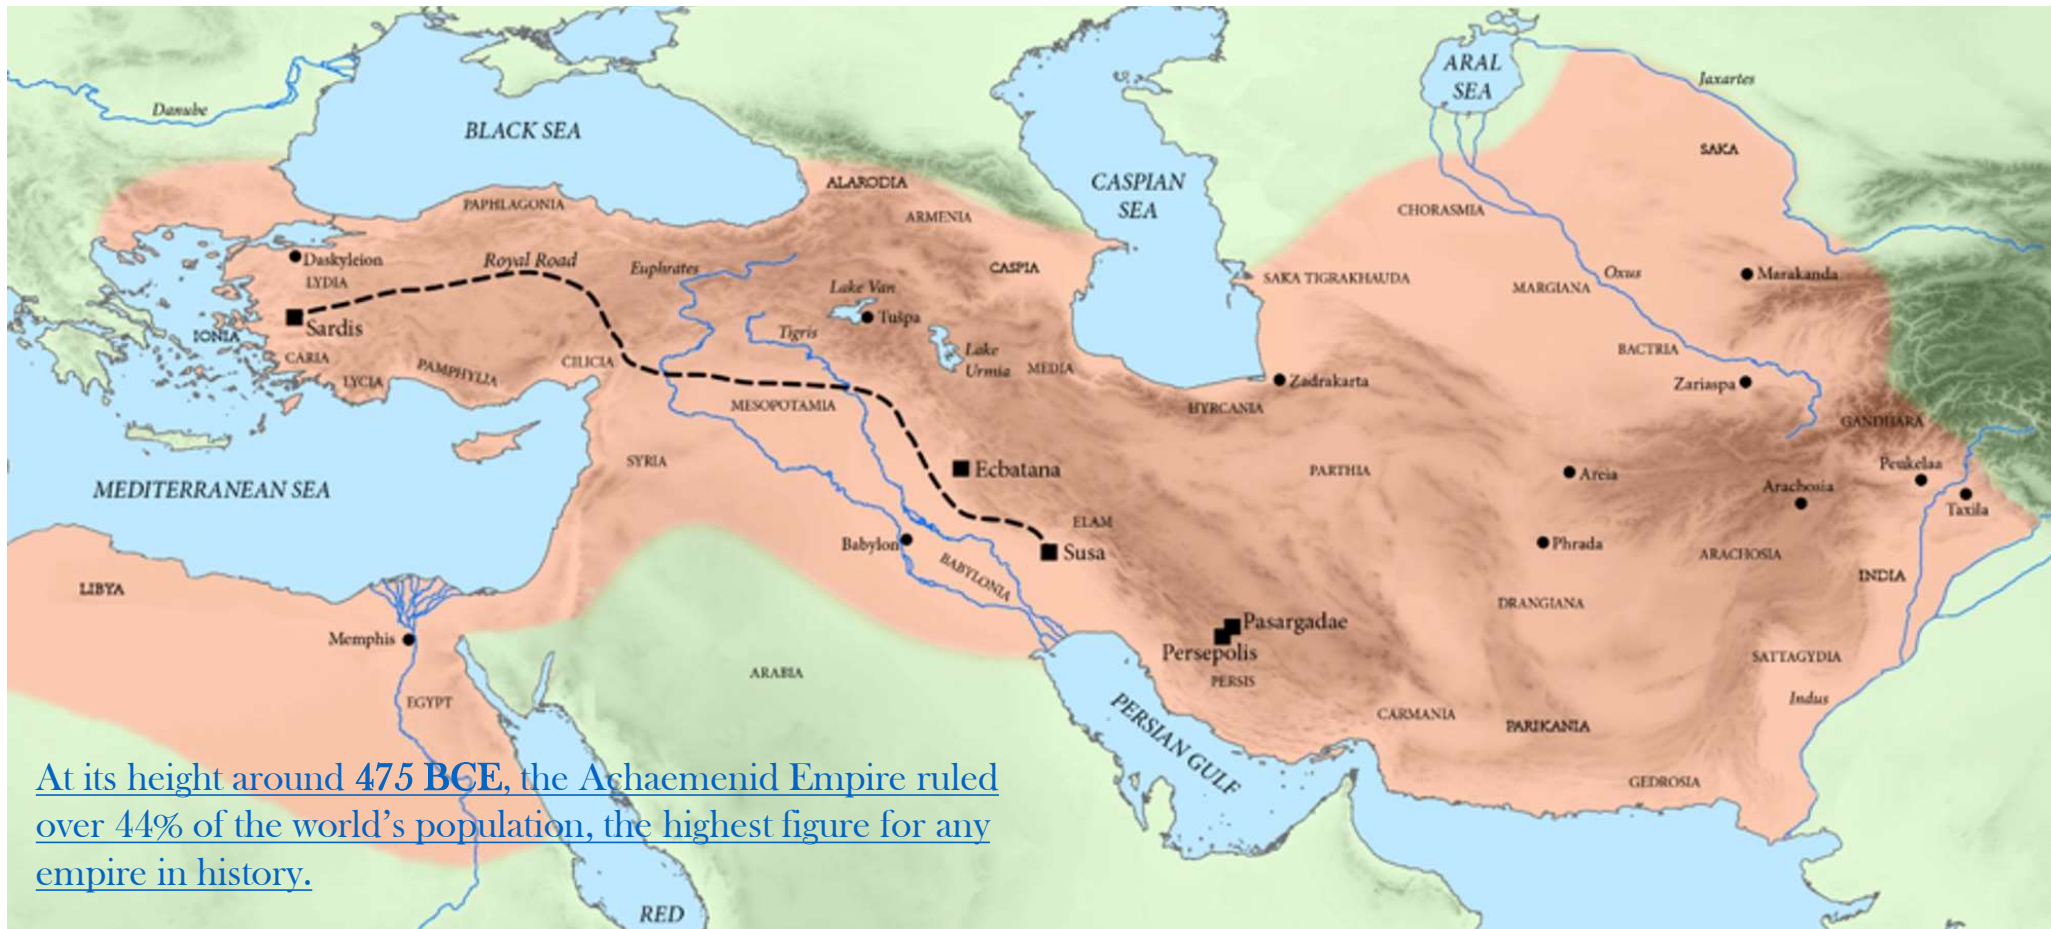 ARAL
SEA
Jaxartes
Danube
BLACK SEA
SAKA
CASPIAN
SEA
ALARODIA
PAPHLAGONIA
ARMENIA
CHORASMIA
Daskyleion
LYDIA
Royal Road
Euphrates
CASPIA
SAKA TIGRAKHAUDA
MARGIANA
Oxus
Marakanda
Lake Van
Tušpa
Sardis
IONIA
Tigris
Lake
Urmia
MEDIA
BACTRIA
CARIA
LYCIA
PAMPHYLIA
CILICIA
Zadrakarta
Zariaspa
MESOPOTAMIA
HYRCANIA
GANDHARA
SYRIA
Ecbatana
PARTHIA
Areia
Peukelaa
Arachosia
Taxila
MEDITERRANEAN SEA
ELAM
Susa
Babylon
BABYLONIA
Phrada
ARACHOSIA
INDIA
LIBYA
DRANGIANA
Memphis
Pasargadae
Persepolis
PERSIS
ARABIA
SATTAGYDIA
EGYPT
Indus
CARMANIA
PARIKANIA
PERSIAN GULF
GEDROSIA
At its height around 475 BCE, the Achaemenid Empire ruled
over 44% of the world's population, the highest figure for any
empire in history.
RED